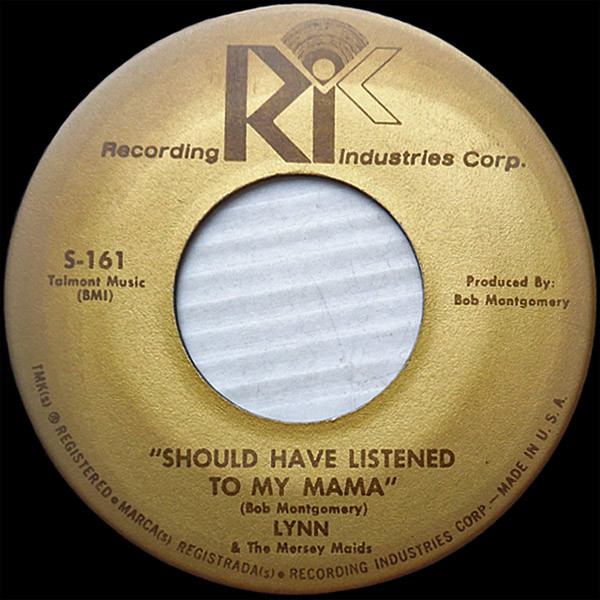 RIC
Recording Industries Corp.
S-161
Talmont Music
(BMI)
Produced By:
Bob Montgomery
"SHOULD HAVE LISTENED
TO MY MAMA"
(Bob Montgomery)
LYNN
& The Mersey Maids
TMK(s) ® REGISTERED • MARCA(s) REGISTRADA(s) • RECORDING INDUSTRIES CORP.—MADE IN U. S. A.